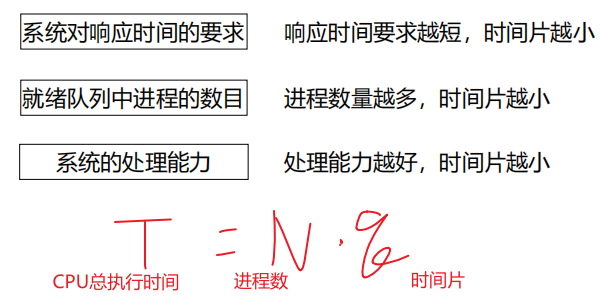 系统对响应时间的要求 响应时间要求越短，时间片越小
就绪队列中进程的数目 进程数量越多，时间片越小
系统的处理能力 处理能力越好，时间片越小
T = N · q
CPU总执行时间 进程数 时间片